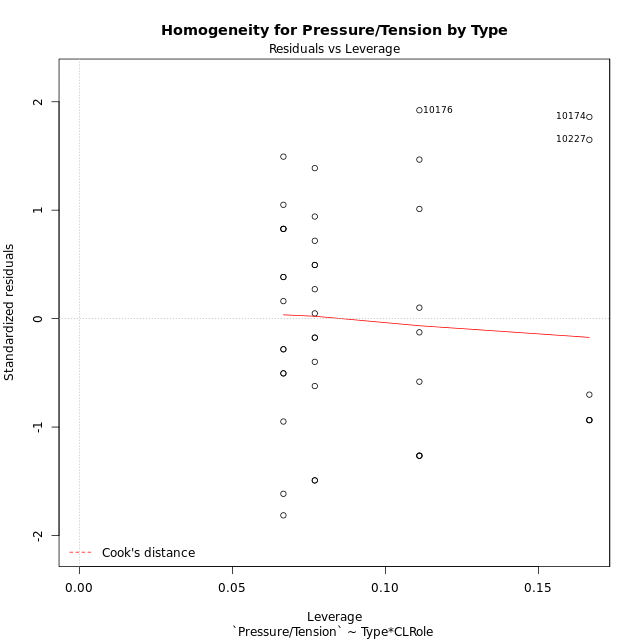 Homogeneity for Pressure/Tension by Type
Residuals vs Leverage
2
1
0
-1
-2
Standardized residuals
10176
10174
10227
Cook's distance
0.00 0.05 0.10 0.15
Leverage
`Pressure/Tension` ~ Type*CLRole